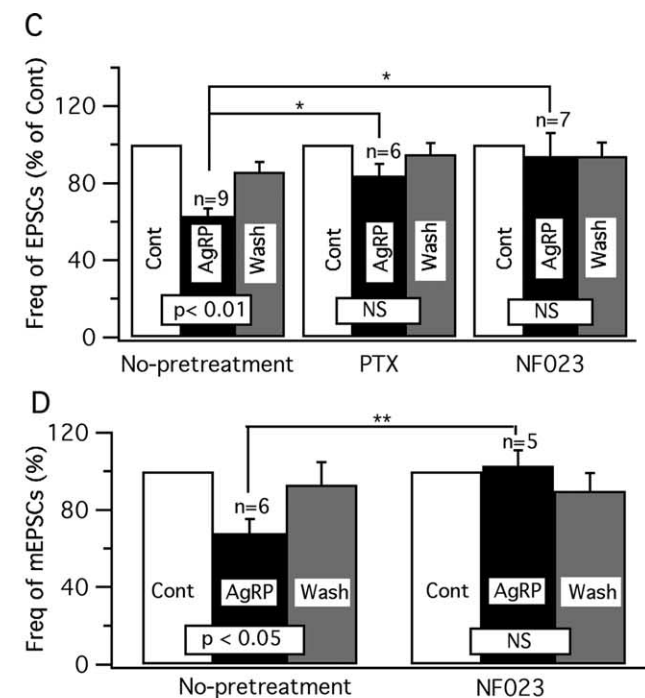 C
Freq of EPSCs (% of Cont)
120
80
40
0
*
*
n=9
n=6
n=7
Cont
AgRP
Wash
Cont
AgRP
Wash
Cont
AgRP
Wash
p< 0.01
NS
NS
No-pretreatment
PTX
NF023
D
Freq of mEPSCs (%)
120
80
40
0
**
n=6
n=5
Cont
AgRP
Wash
Cont
AgRP
Wash
p < 0.05
NS
No-pretreatment
NF023